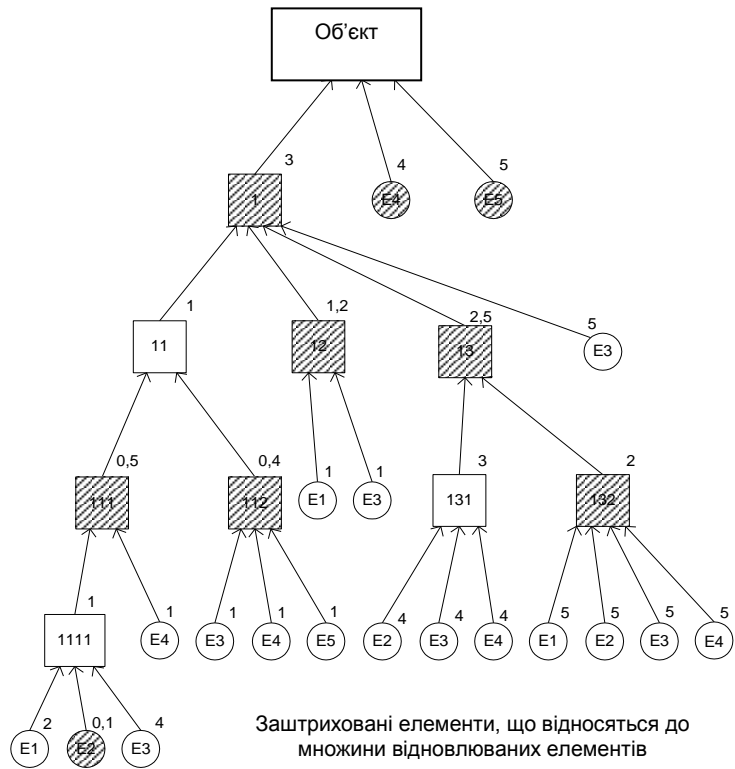 Об’єкт
3 4 5
1 E4 E5
1 1,2 2,5 5
11 12 13 E3
0,5 0,4 1 1 3 2
111 112 E1 E3 131 132
1 1 1 1 1 4 4 4 5 5 5 5
1111 E4 E3 E4 E5 E2 E3 E4 E1 E2 E3 E4
2 0,1 4
E1 E2 E3
Заштриховані елементи, що відносяться до
множини відновлюваних елементів